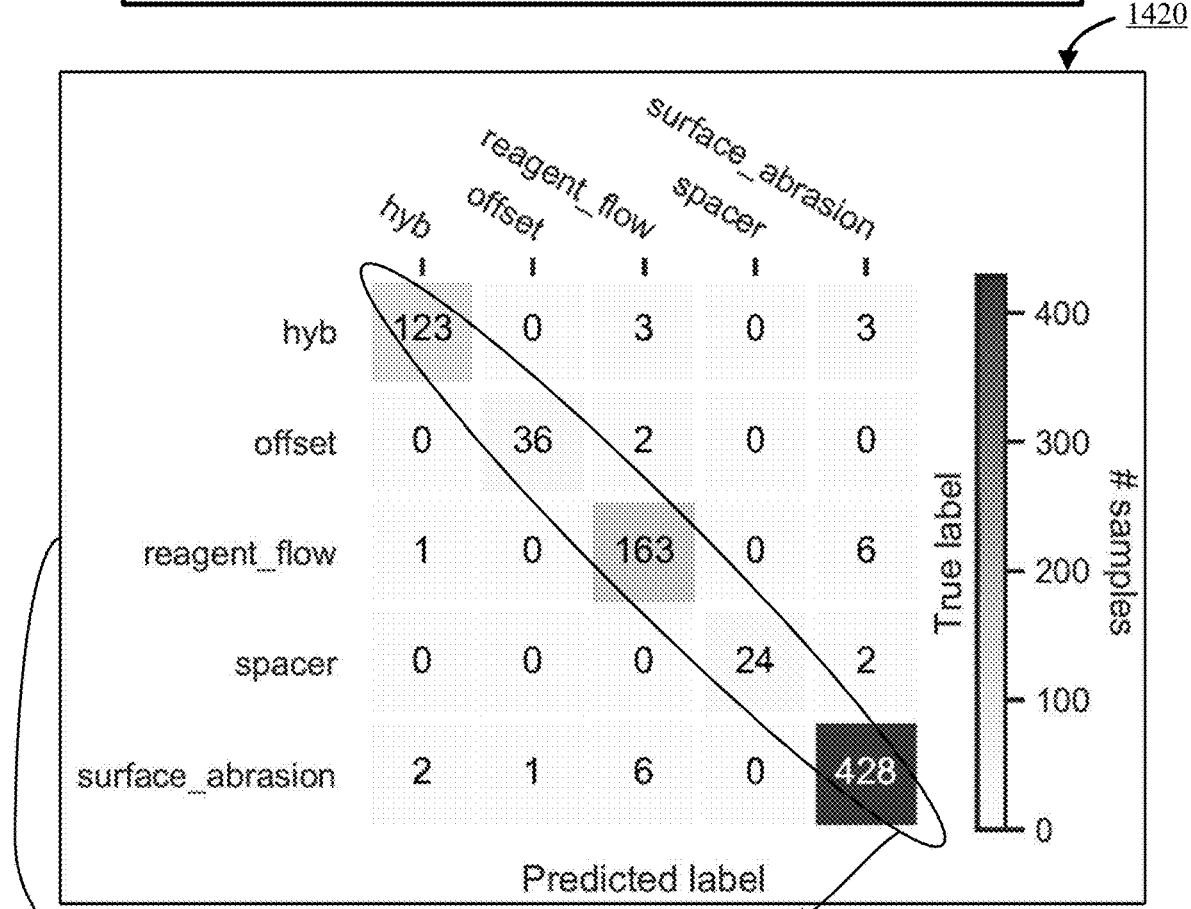 1420
surface_abrasion
reagent_flow
spacer
offset
hyb
hyb 123 0 3 0 3
offset 0 36 2 0 0
reagent_flow 1 0 163 0 6
spacer 0 0 0 24 2
surface_abrasion 2 1 6 0 428
Predicted label
True label
400
300
200
100
0
# samples